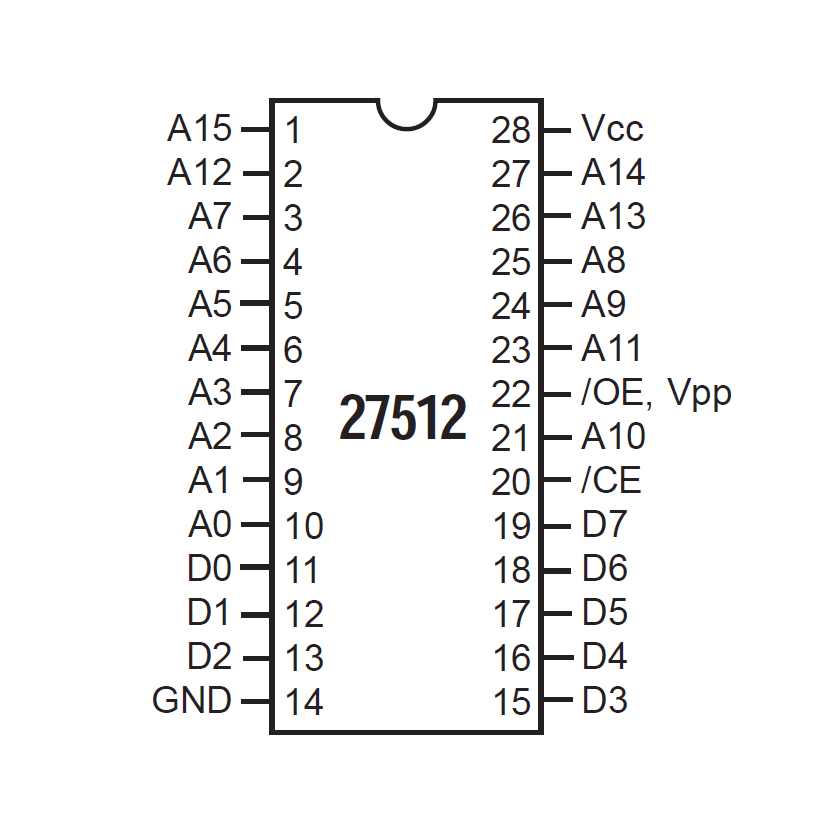 A15 1 28 Vcc
A12 2 27 A14
A7 3 26 A13
A6 4 25 A8
A5 5 24 A9
A4 6 23 A11
A3 7 22 /OE, Vpp
27512
A2 8 21 A10
A1 9 20 /CE
A0 10 19 D7
D0 11 18 D6
D1 12 17 D5
D2 13 16 D4
GND 14 15 D3